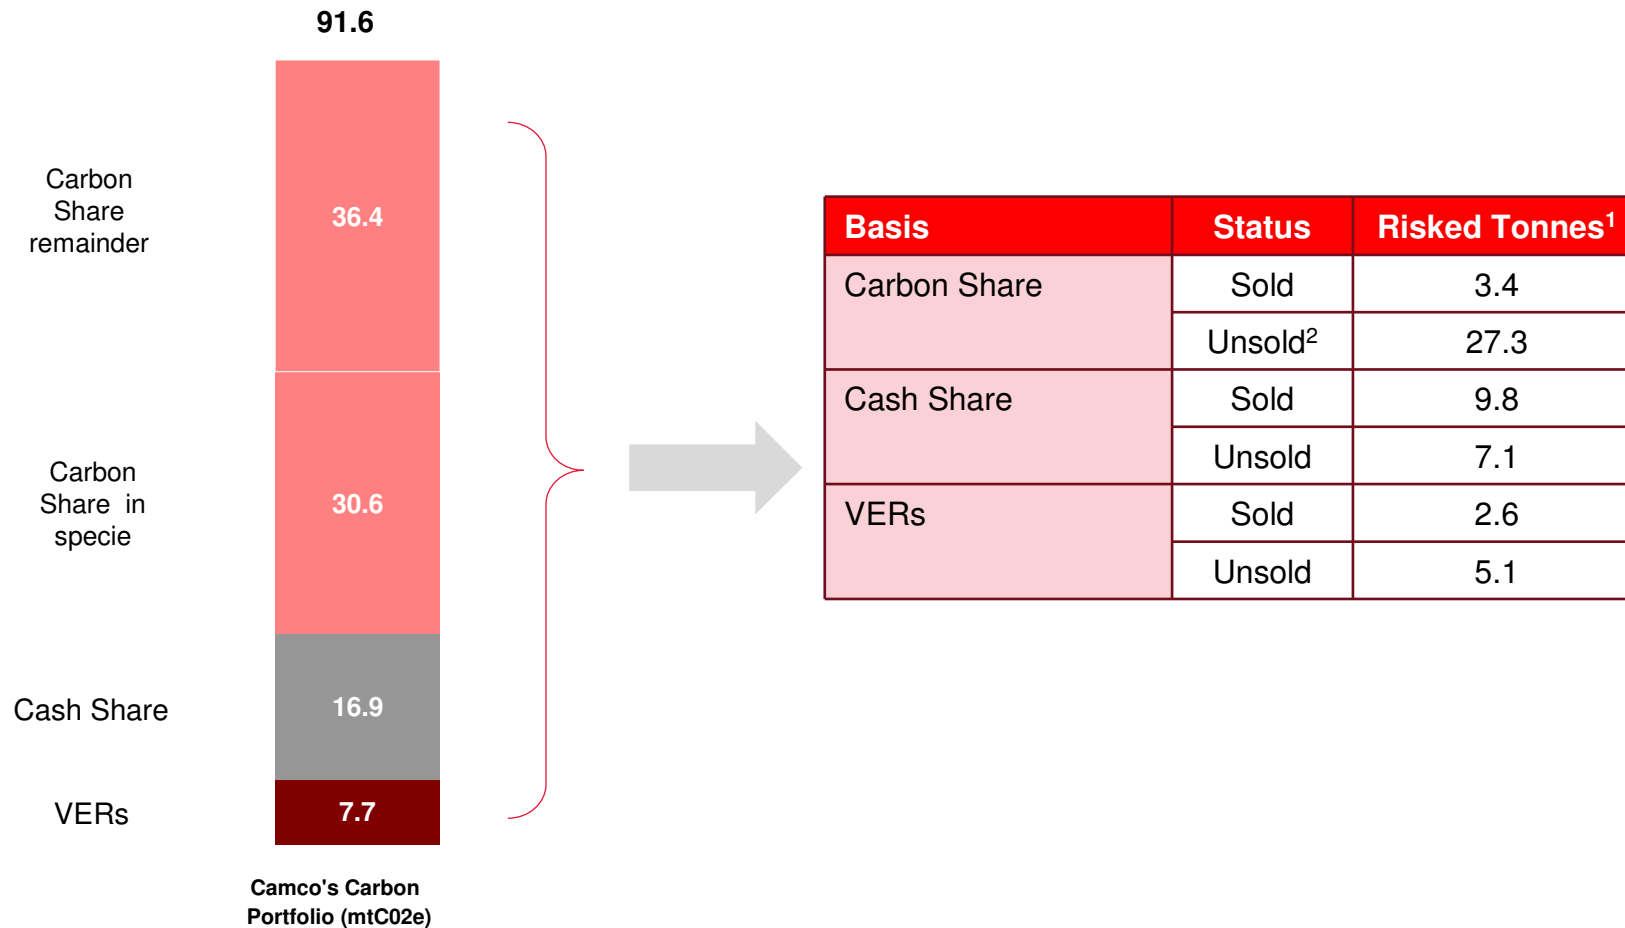 91.6
Carbon
Share
remainder
36.4
Carbon
Share in
specie
30.6
Cash Share
16.9
VERs
7.7
Camco's Carbon
Portfolio (mtC02e)
Basis Status Risked Tonnes¹
Carbon Share Sold 3.4
Unsold² 27.3
Cash Share Sold 9.8
Unsold 7.1
VERs Sold 2.6
Unsold 5.1